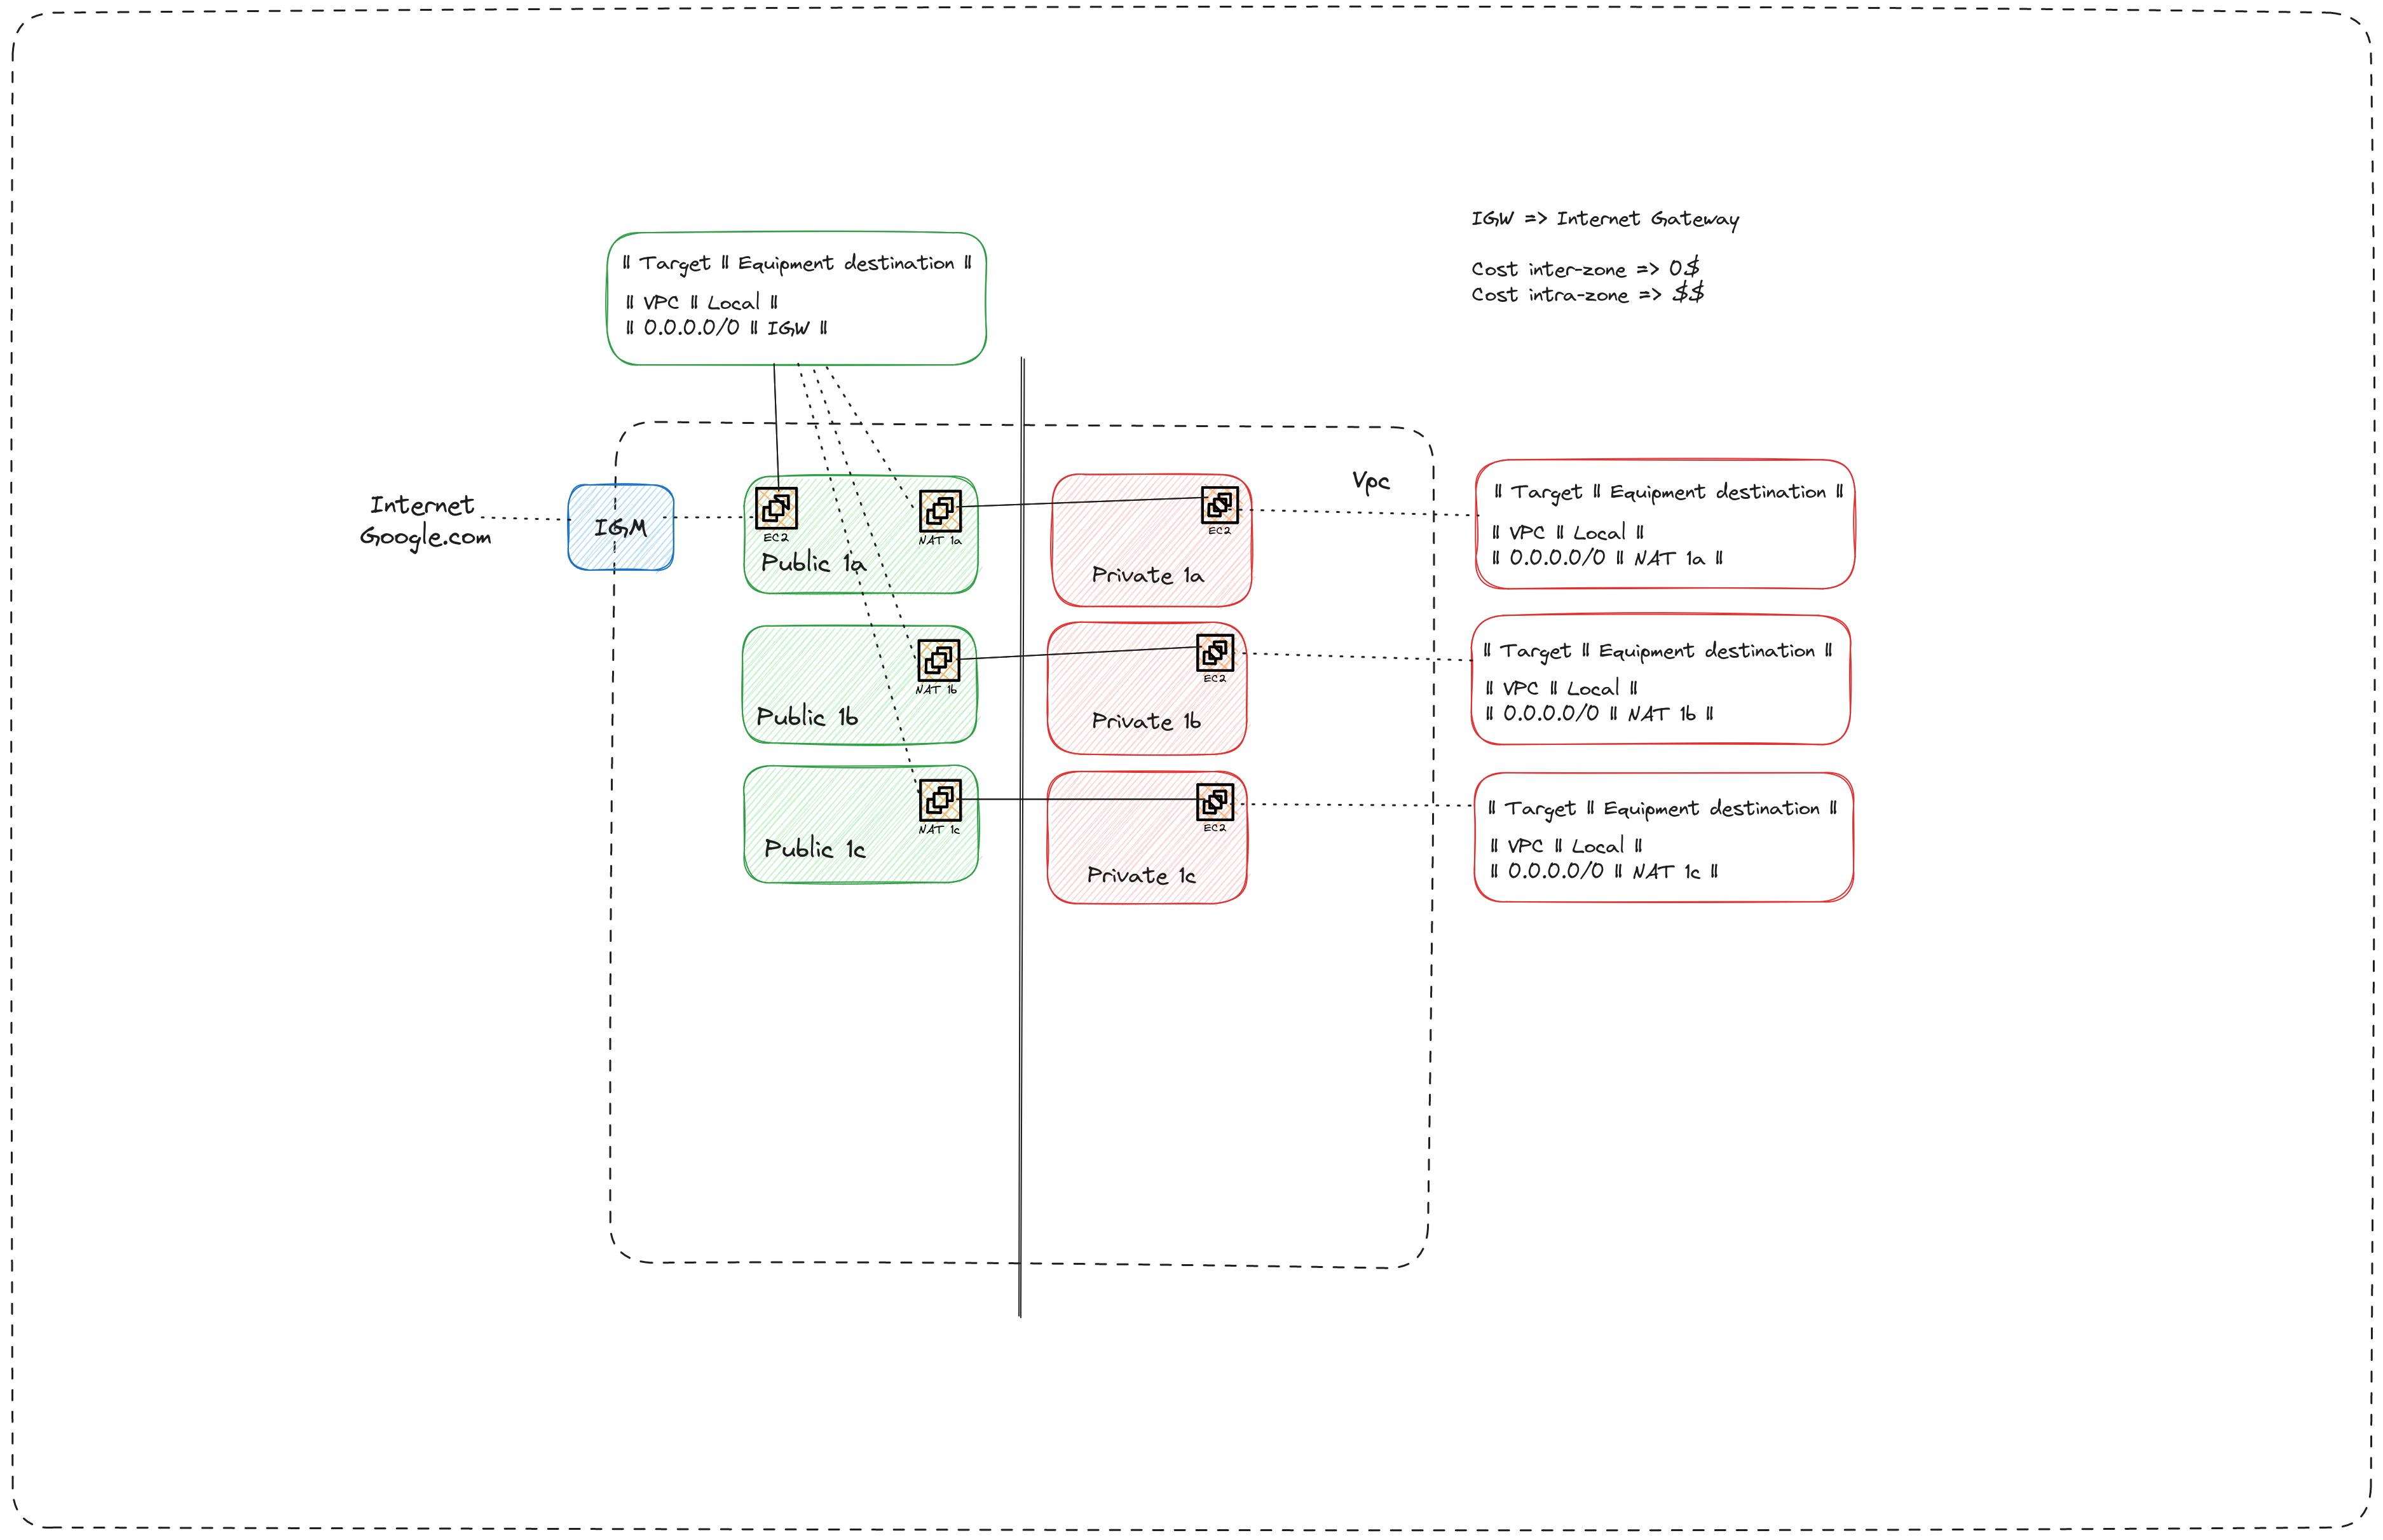 IGW => Internet Gateway
Cost inter-zone => 0$
Cost intra-zone => $$
|| Target || Equipment destination ||
|| VPC || Local ||
|| 0.0.0.0/0 || IGW ||
Internet
Google.com
IGM
EC2
NAT 1a
Public 1a
NAT 1b
Public 1b
NAT 1c
Public 1c
Vpc
EC2
Private 1a
EC2
Private 1b
EC2
Private 1c
|| Target || Equipment destination ||
|| VPC || Local ||
|| 0.0.0.0/0 || NAT 1a ||
|| Target || Equipment destination ||
|| VPC || Local ||
|| 0.0.0.0/0 || NAT 1b ||
|| Target || Equipment destination ||
|| VPC || Local ||
|| 0.0.0.0/0 || NAT 1c ||